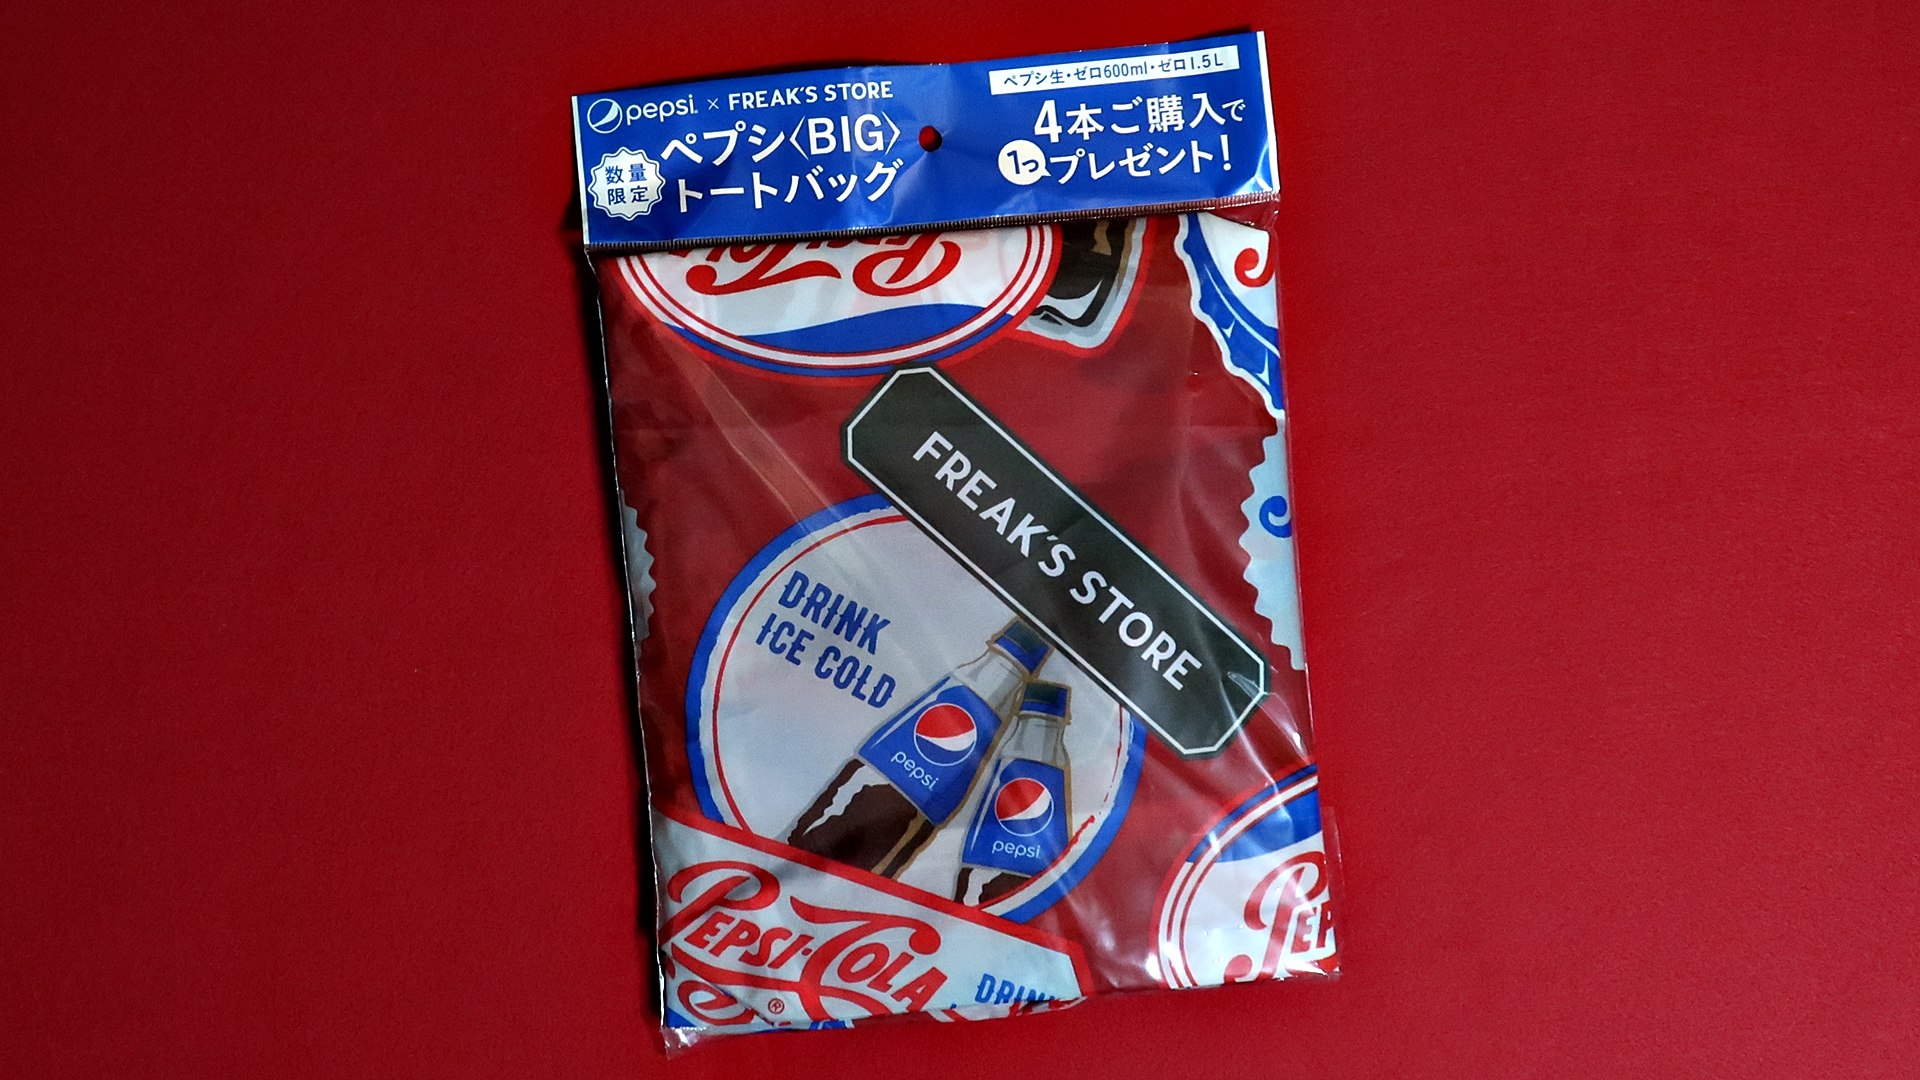 pepsi × FREAK'S STORE
数量
限定
ペプシ〈BIG〉
トートバッグ
ペプシ生・ゼロ600ml・ゼロ1.5L
4本ご購入で
1つプレゼント!
FREAK'S STORE
DRINK
ICE COLD
pepsi
pepsi
PEPSI-COLA
®
DRINK
PEP